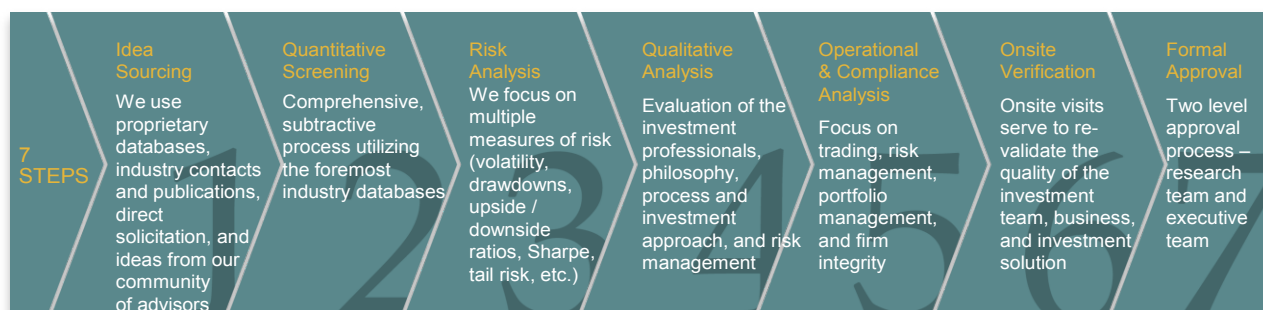 7
STEPS
Idea
Sourcing
We use
proprietary
databases,
industry contacts
and publications,
direct
solicitation, and
ideas from our
community
of advisors
1
Quantitative
Screening
Comprehensive,
subtractive
process utilizing
the foremost
industry databases
2
Risk
Analysis
We focus on
multiple
measures of risk
(volatility,
drawdowns,
upside /
downside
ratios, Sharpe,
tail risk, etc.)
3
Qualitative
Analysis
Evaluation of the
investment
professionals,
philosophy,
process and
investment
approach, and risk
management
4
Operational
& Compliance
Analysis
Focus on
trading, risk
management,
portfolio
management,
and firm
integrity
5
Onsite
Verification
Onsite visits
serve to re-
validate the
quality of the
investment
team, business,
and investment
solution
6
Formal
Approval
Two level
approval
process –
research
team and
executive
team
7